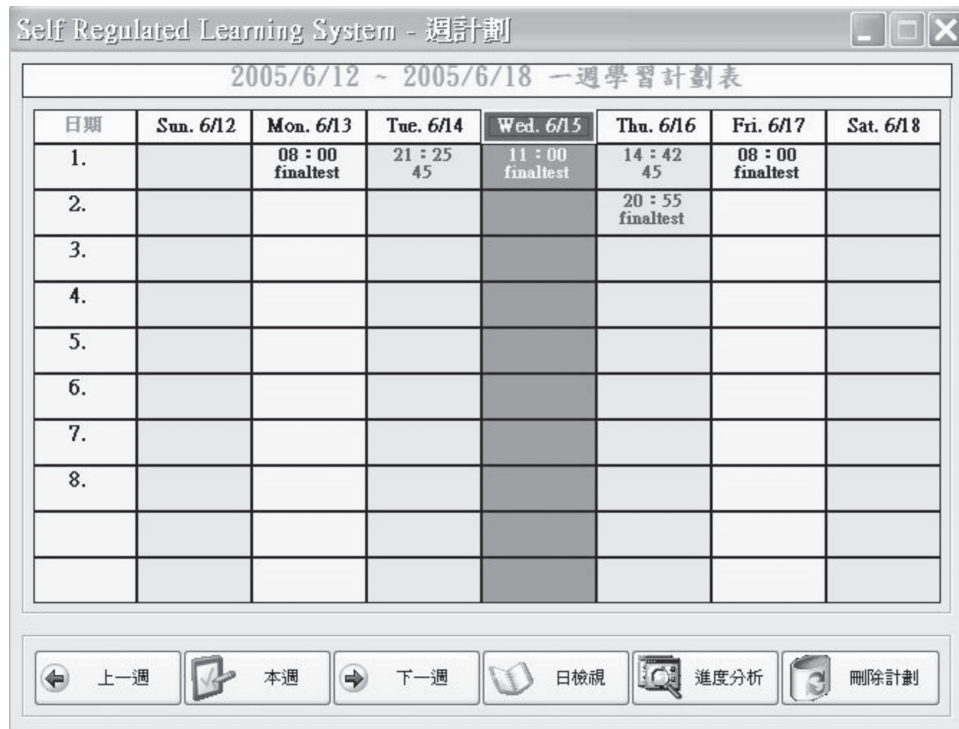 Self Regulated Learning System - 週計劃
2005/6/12 ~ 2005/6/18 一週學習計劃表
日期 Sun. 6/12 Mon. 6/13 Tue. 6/14 Wed. 6/15 Thu. 6/16 Fri. 6/17 Sat. 6/18
1. 08：00 21：25 11：00 14：42 08：00
finaltest 45 finaltest 45 finaltest
2. 20：55
finaltest
3.
4.
5.
6.
7.
8.
上一週 本週 下一週 日檢視 進度分析 刪除計劃